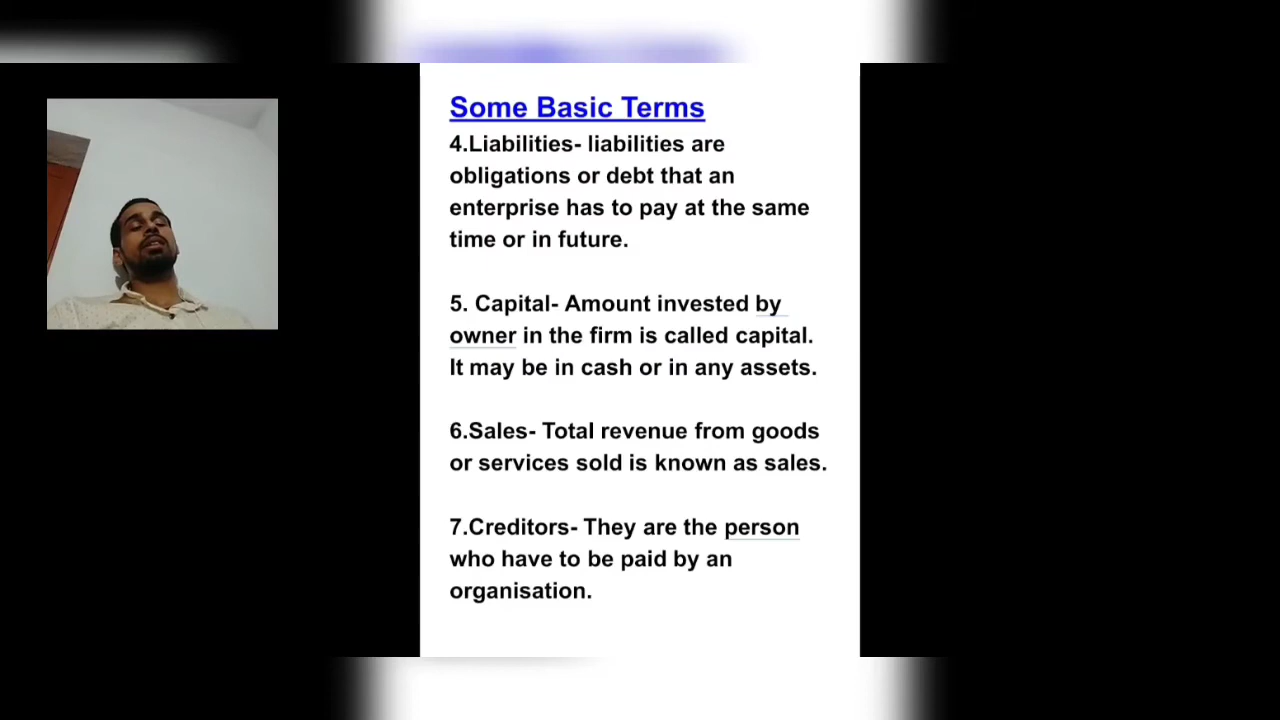 Some Basic Terms
4.Liabilities- liabilities are
obligations or debt that an
enterprise has to pay at the same
time or in future.
5. Capital- Amount invested by
owner in the firm is called capital.
It may be in cash or in any assets.
6.Sales- Total revenue from goods
or services sold is known as sales.
7.Creditors- They are the person
who have to be paid by an
organisation.